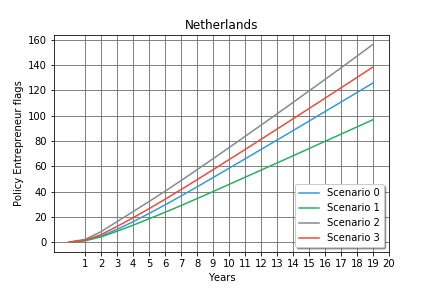 Netherlands
Policy Entrepreneur flags
160
140
120
100
80
60
40
20
0
1 2 3 4 5 6 7 8 9 10 11 12 13 14 15 16 17 18 19 20
Years
Scenario 0
Scenario 1
Scenario 2
Scenario 3